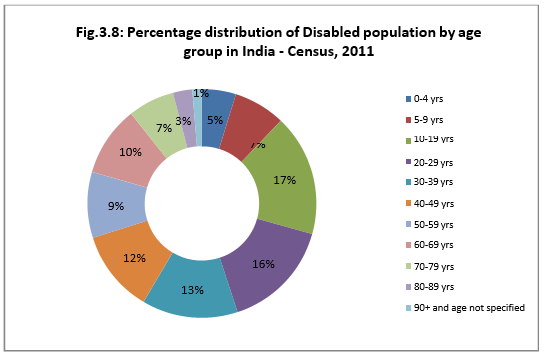 Fig.3.8: Percentage distribution of Disabled population by age
group in India - Census, 2011
1%
5%
7%
17%
16%
13%
12%
9%
10%
7%
3%
0-4 yrs
5-9 yrs
10-19 yrs
20-29 yrs
30-39 yrs
40-49 yrs
50-59 yrs
60-69 yrs
70-79 yrs
80-89 yrs
90+ and age not specified